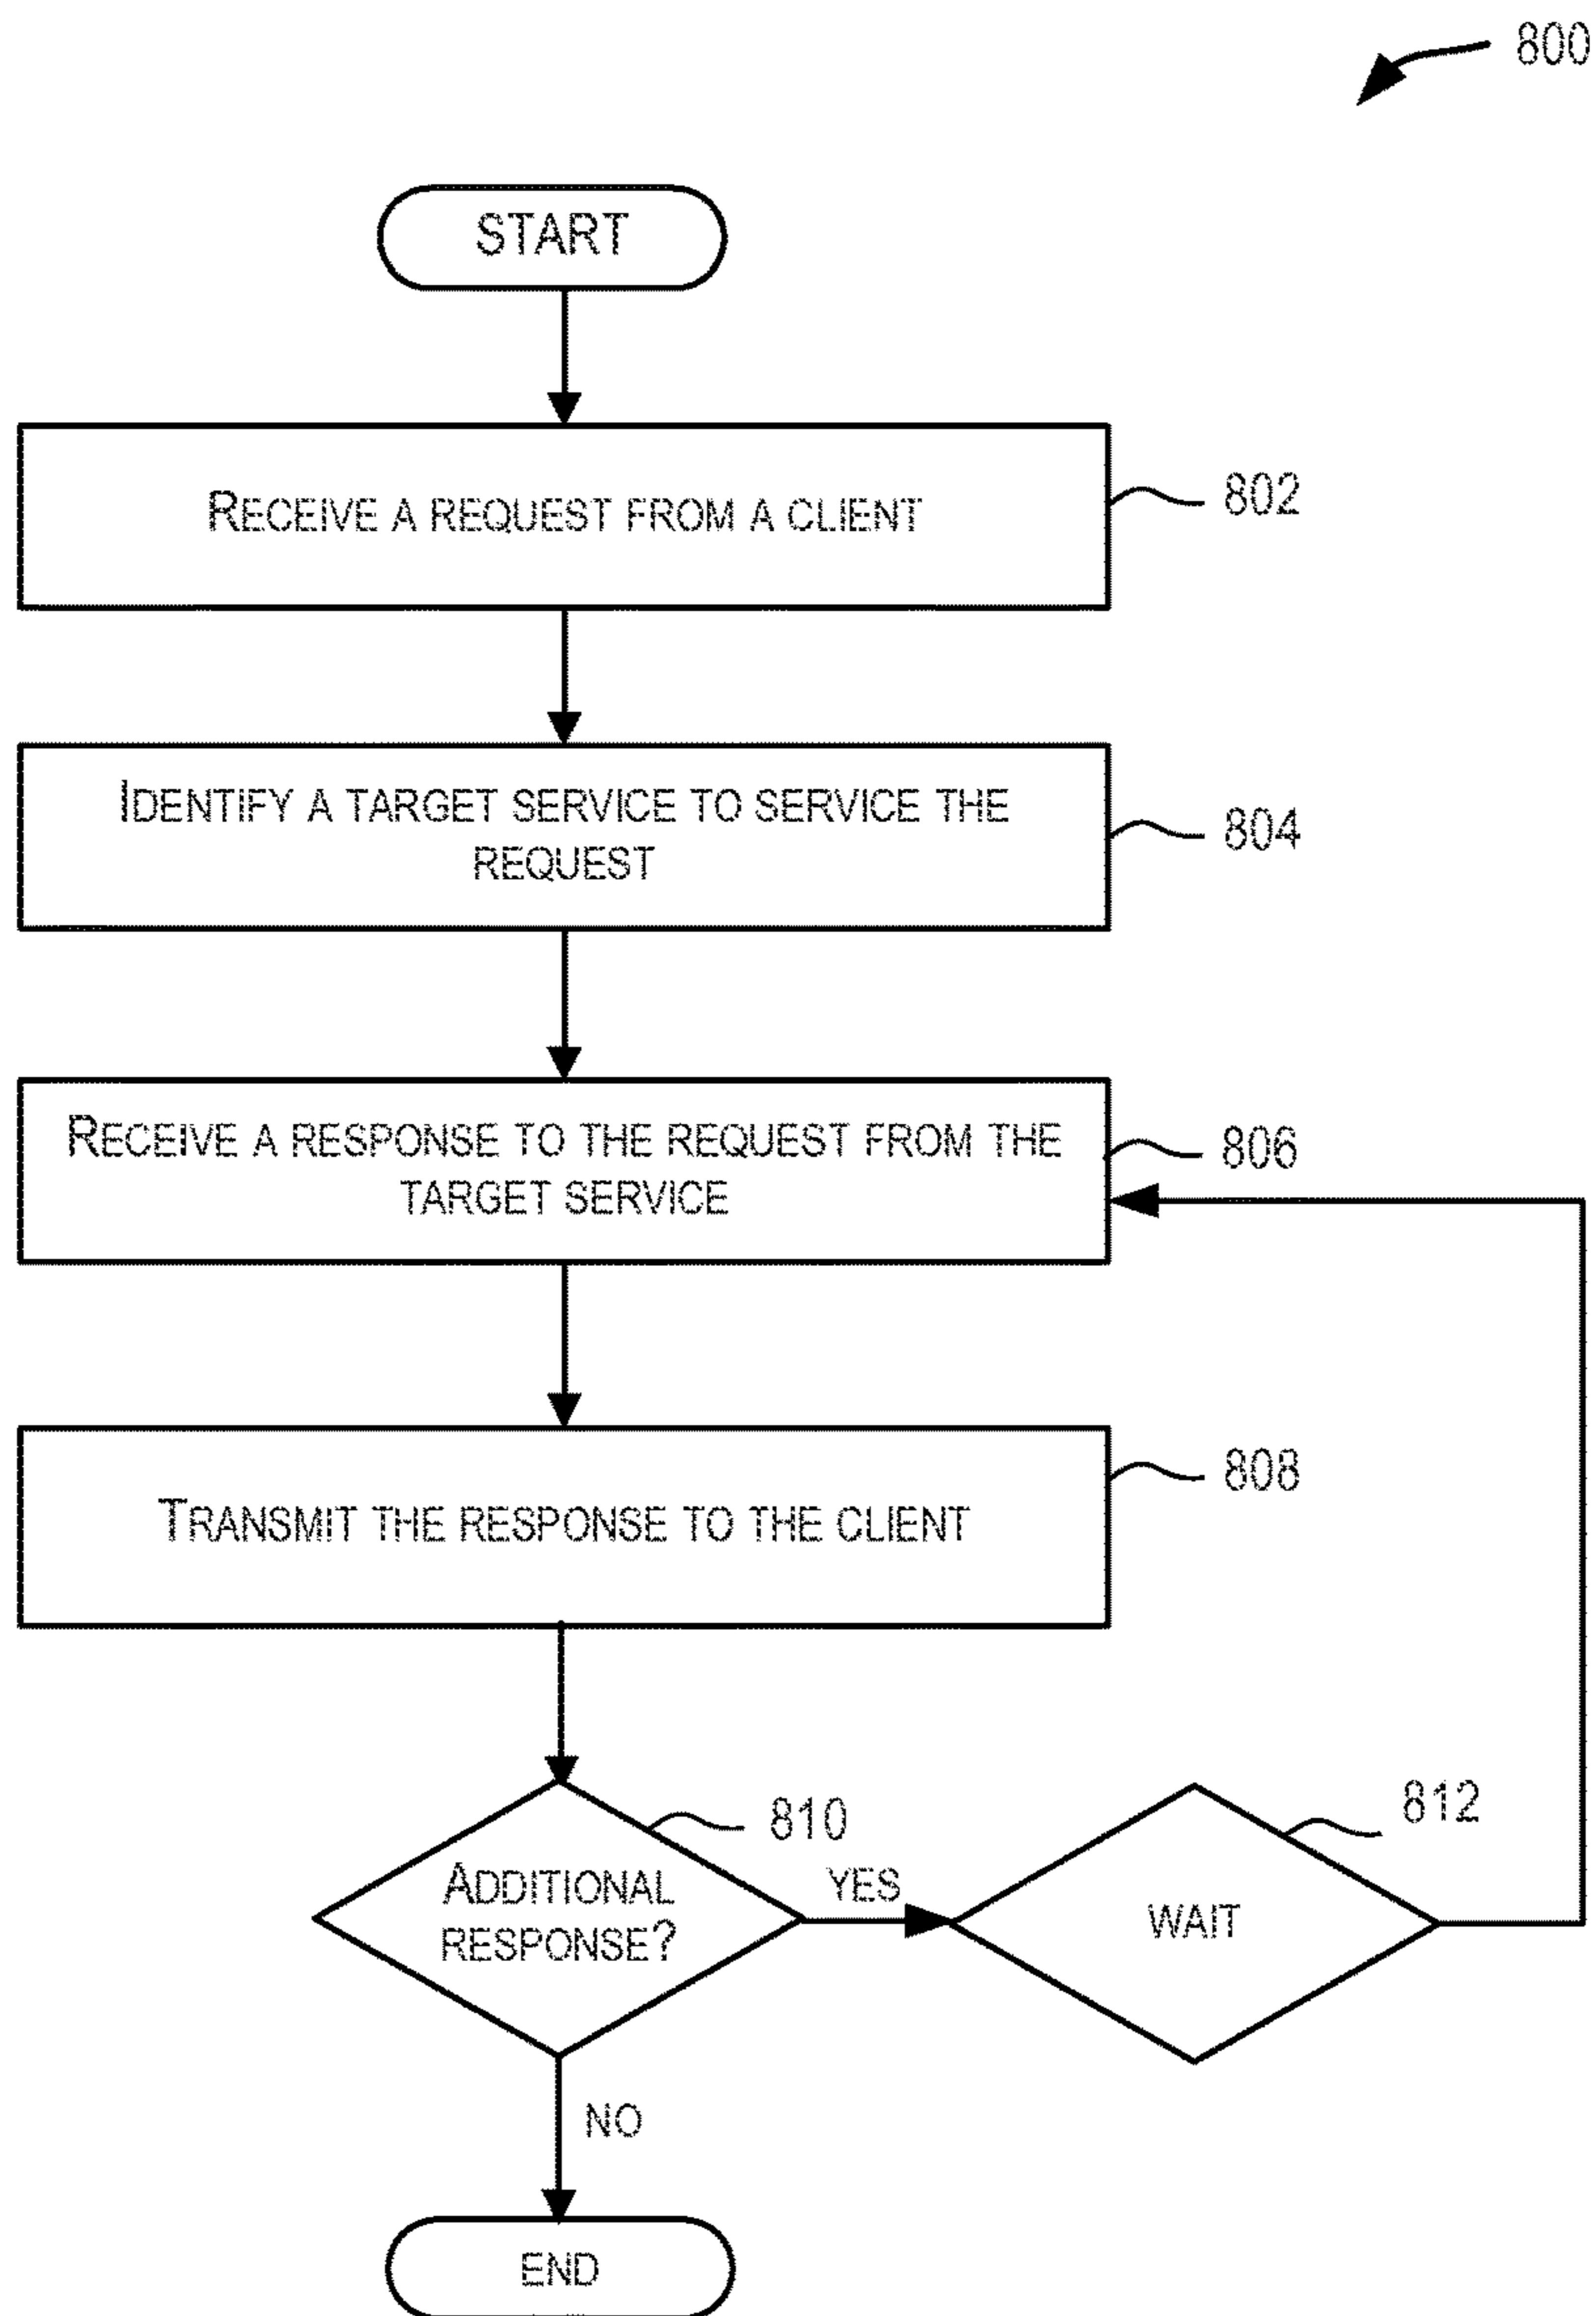 800
START
RECEIVE A REQUEST FROM A CLIENT
802
IDENTIFY A TARGET SERVICE TO SERVICE THE
REQUEST
804
RECEIVE A RESPONSE TO THE REQUEST FROM THE
TARGET SERVICE
806
TRANSMIT THE RESPONSE TO THE CLIENT
808
ADDITIONAL
RESPONSE?
810
YES
WAIT
812
NO
END